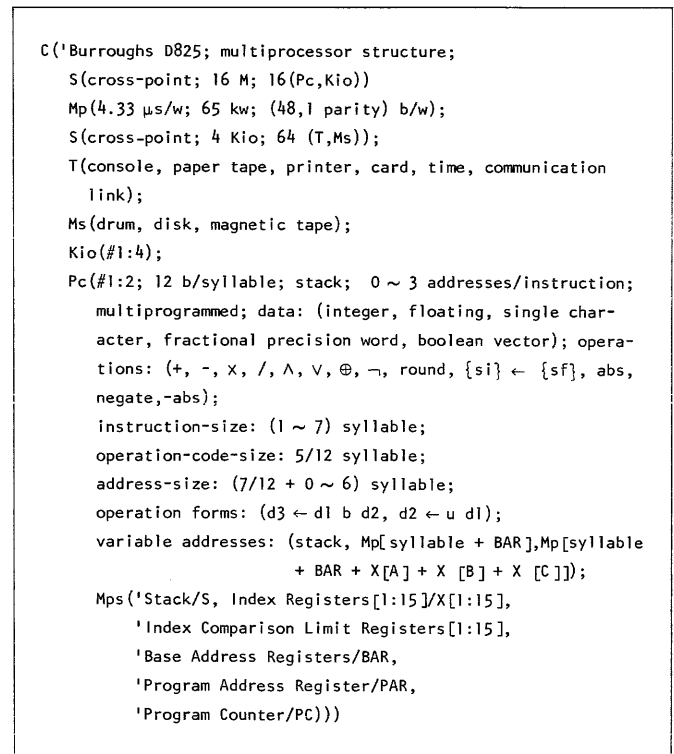 C('Burroughs D825; multiprocessor structure;
S(cross-point; 16 M; 16(Pc,Kio))
Mp(4.33 μs/w; 65 kw; (48,1 parity) b/w);
S(cross-point; 4 Kio; 64 (T,Ms));
T(console, paper tape, printer, card, time, communication
link);
Ms(drum, disk, magnetic tape);
Kio(#1:4);
Pc(#1:2; 12 b/syllable; stack; 0 ~ 3 addresses/instruction;
multiprogrammed; data: (integer, floating, single char-
acter, fractional precision word, boolean vector); opera-
tions: (+, -, x, /, ∧, ∨, ⊕, ¬, round, {si} ← {sf}, abs,
negate,-abs);
instruction-size: (1 ~ 7) syllable;
operation-code-size: 5/12 syllable;
address-size: (7/12 + 0 ~ 6) syllable;
operation forms: (d3 ← d1 b d2, d2 ← u d1);
variable addresses: (stack, Mp[syllable + BAR],Mp[syllable
+ BAR + X[A] + X [B] + X [C]]);
Mps('Stack/S, Index Registers[1:15]/X[1:15],
'Index Comparison Limit Registers[1:15],
'Base Address Registers/BAR,
'Program Address Register/PAR,
'Program Counter/PC)))